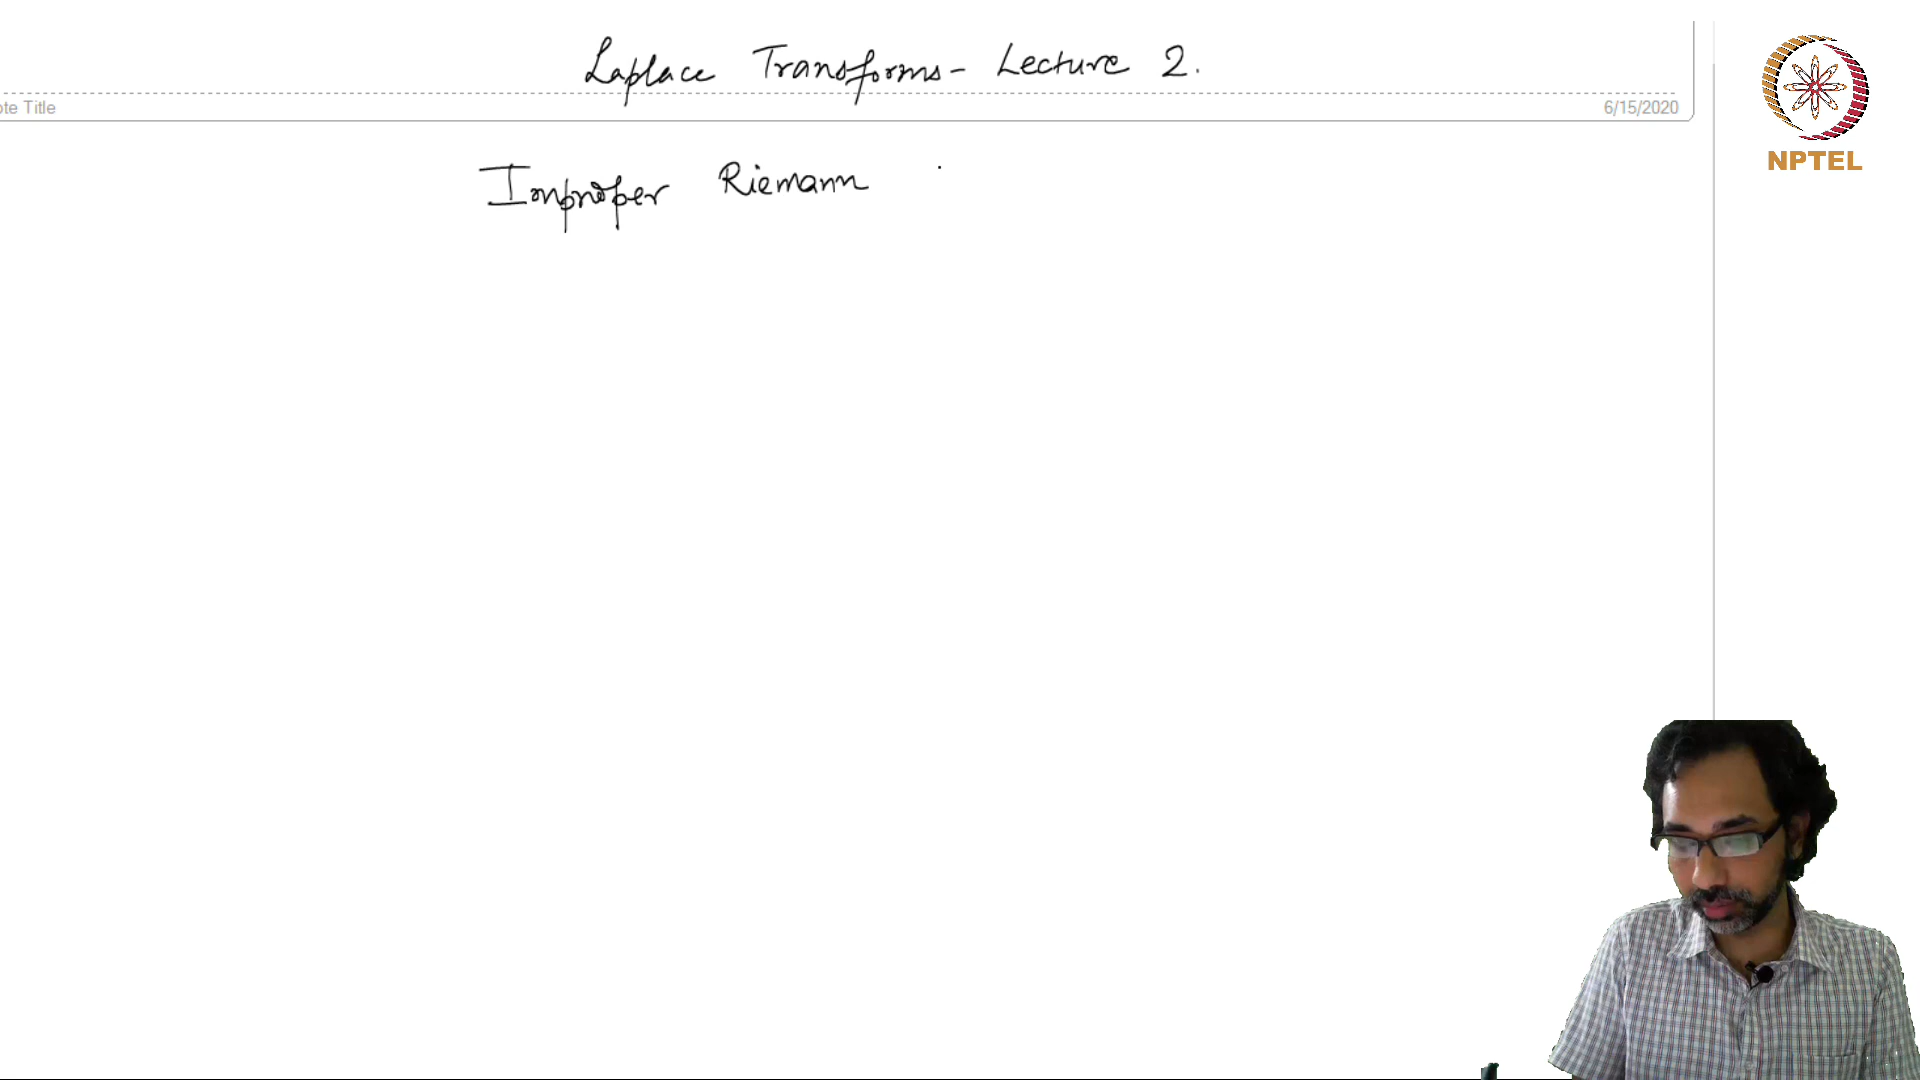 Laplace Transforms - Lecture 2.
ote Title
6/15/2020
NPTEL
Improper Riemann